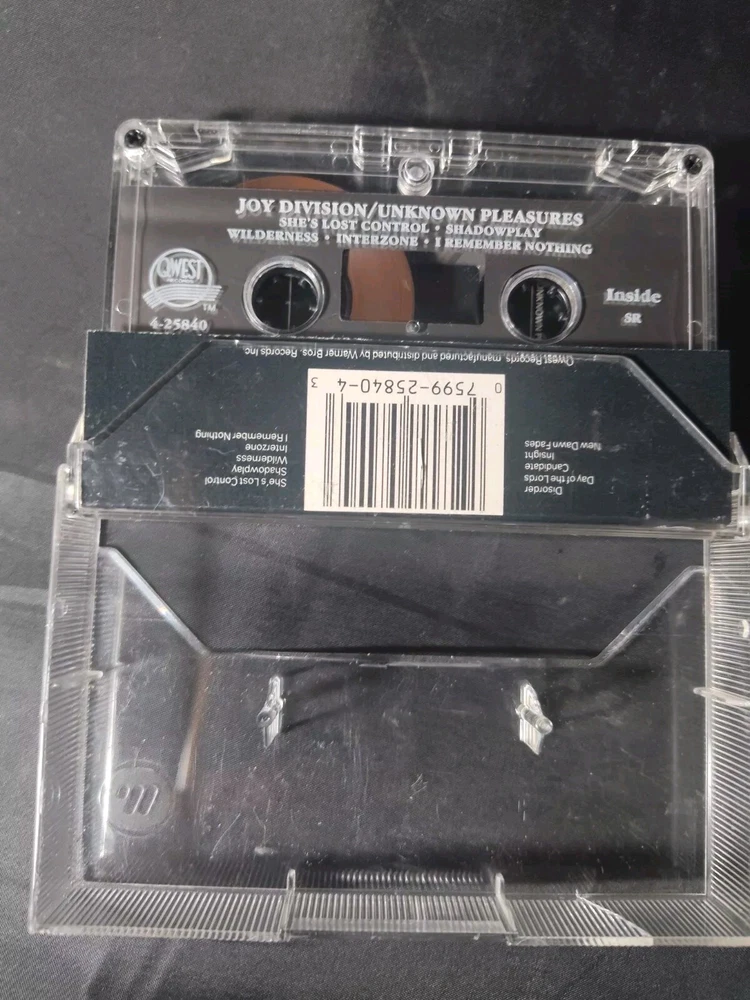 JOY DIVISION/UNKNOWN PLEASURES
SHE'S LOST CONTROL • SHADOWPLAY
WILDERNESS • INTERZONE • I REMEMBER NOTHING
QWEST
TM
4-25840
Inside
SR
Qwest Records, manufactured and distributed by Warner Bros. Records Inc
0 7599-25840-4 3
Disorder
Day of the Lords
Candidate
Insight
New Dawn Fades
She's Lost Control
Shadowplay
Wilderness
Interzone
I Remember Nothing